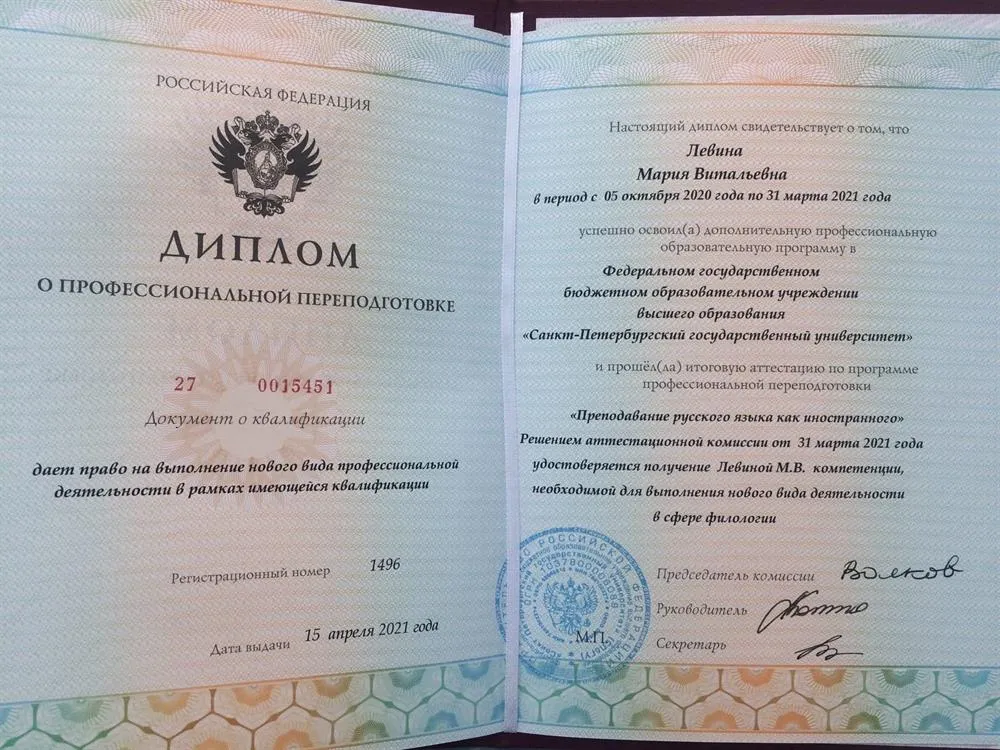 РОССИЙСКАЯ ФЕДЕРАЦИЯ
ДИПЛОМ
О ПРОФЕССИОНАЛЬНОЙ ПЕРЕПОДГОТОВКЕ
27 0015451
Документ о квалификации
дает право на выполнение нового вида профессиональной
деятельности в рамках имеющейся квалификации
Регистрационный номер 1496
Дата выдачи 15 апреля 2021 года
Настоящий диплом свидетельствует о том, что
Левина
Мария Витальевна
в период с 05 октября 2020 года по 31 марта 2021 года
успешно освоил(а) дополнительную профессиональную
образовательную программу в
Федеральном государственном
бюджетном образовательном учреждении
высшего образования
«Санкт-Петербургский государственный университет»
и прошёл(ла) итоговую аттестацию по программе
профессиональной переподготовки
«Преподавание русского языка как иностранного»
Решением аттестационной комиссии от 31 марта 2021 года
удостоверяется получение Левиной М.В. компетенции,
необходимой для выполнения нового вида деятельности
в сфере филологии
Председатель комиссии Волков
Руководитель
М.П.
Секретарь